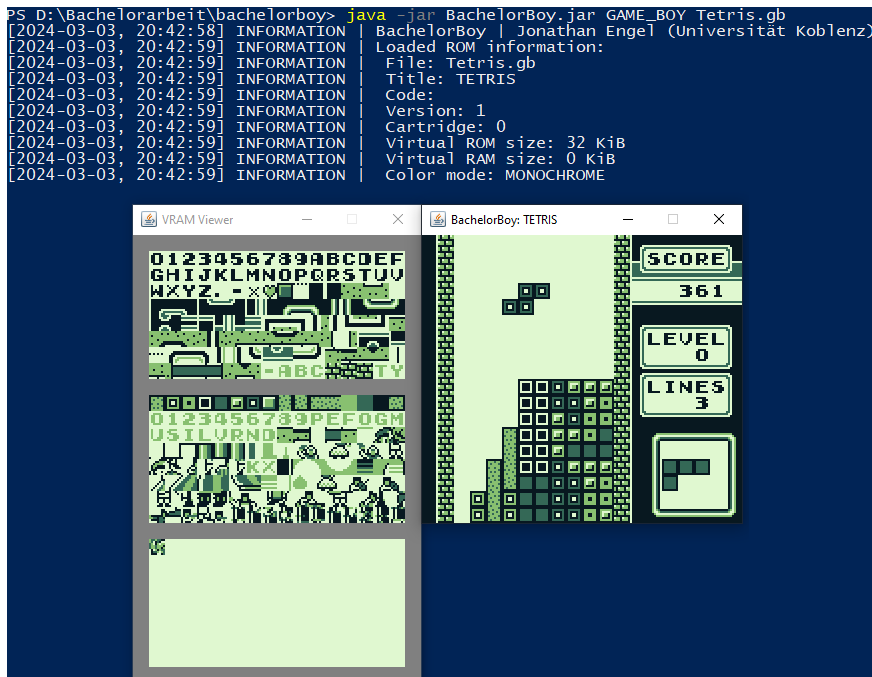 PS D:\Bachelorarbeit\bachelorboy> java -jar BachelorBoy.jar GAME_BOY Tetris.gb
[2024-03-03, 20:42:58] INFORMATION | BachelorBoy | Jonathan Engel (Universität Koblenz)
[2024-03-03, 20:42:59] INFORMATION | Loaded ROM information:
[2024-03-03, 20:42:59] INFORMATION |  File: Tetris.gb
[2024-03-03, 20:42:59] INFORMATION |  Title: TETRIS
[2024-03-03, 20:42:59] INFORMATION |  Code:
[2024-03-03, 20:42:59] INFORMATION |  Version: 1
[2024-03-03, 20:42:59] INFORMATION |  Cartridge: 0
[2024-03-03, 20:42:59] INFORMATION |  Virtual ROM size: 32 KiB
[2024-03-03, 20:42:59] INFORMATION |  Virtual RAM size: 0 KiB
[2024-03-03, 20:42:59] INFORMATION |  Color mode: MONOCHROME
VRAM Viewer
0123456789ABCDEF
GHIJKLMNOPQRSTUV
WXYZ.-x
-ABC TY
0123456789PEFOGM
USILVRND
KX
BachelorBoy: TETRIS
SCORE
361
LEVEL
0
LINES
3